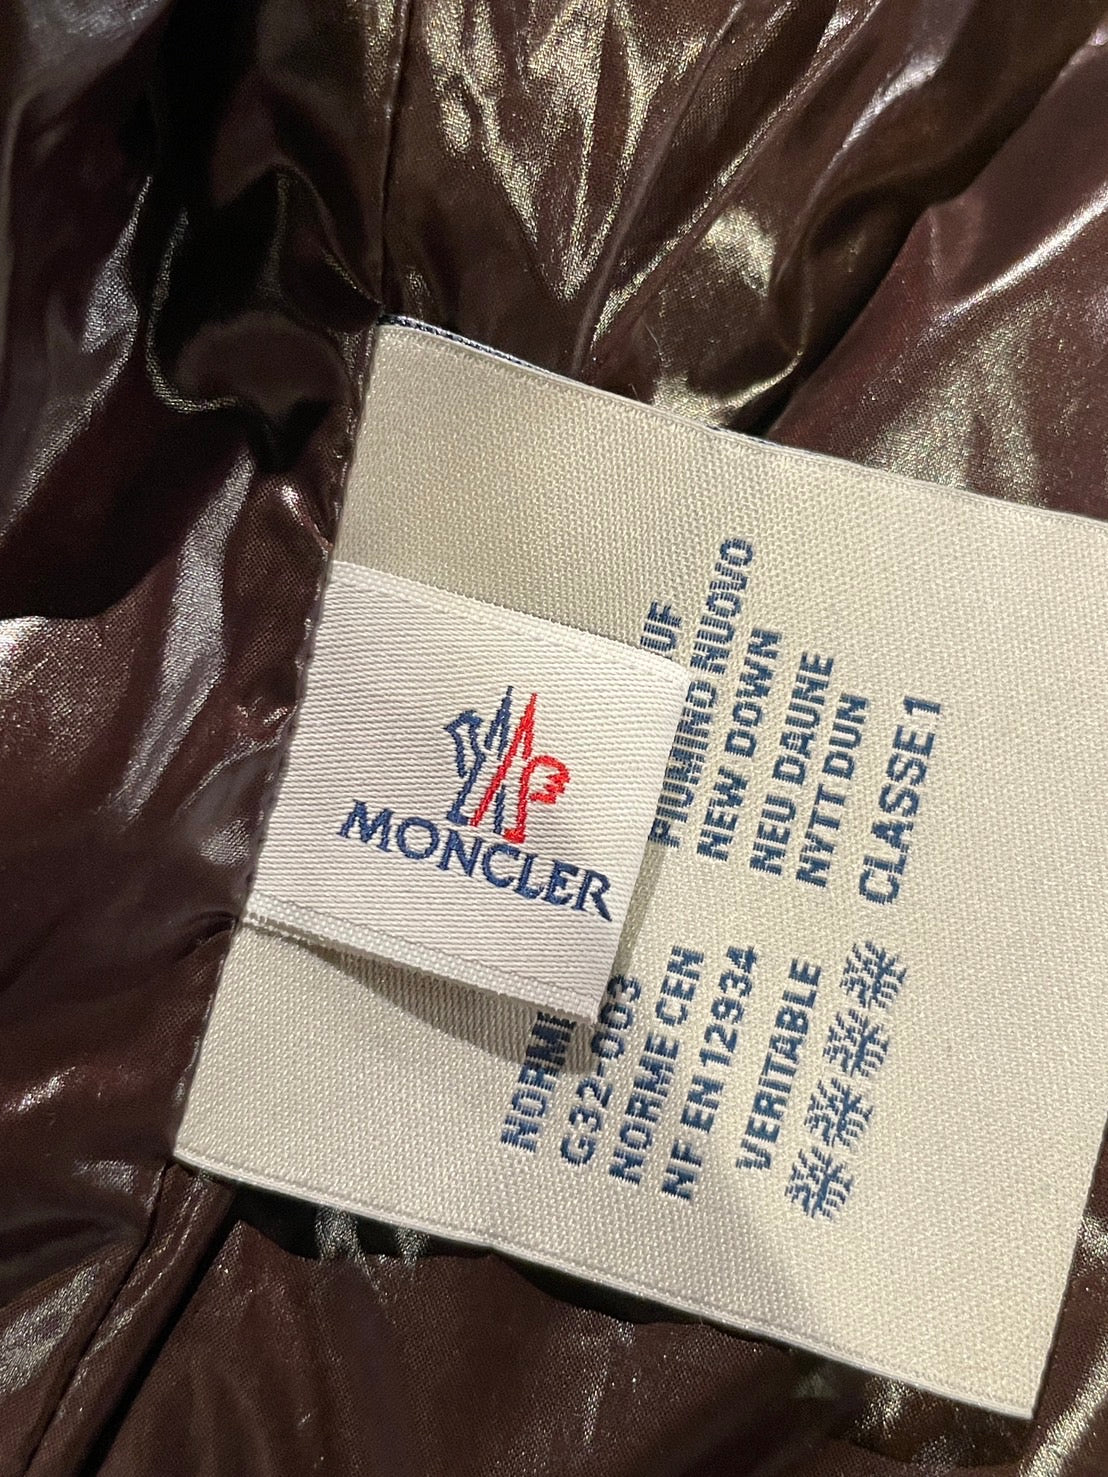 MONCLER
UF
PIUMINO NUOVO
NEW DOWN
NEU DAUNE
NYTT DUN
CLASSE 1
G32-003
NORME CEN
NF EN 12934
VERITABLE